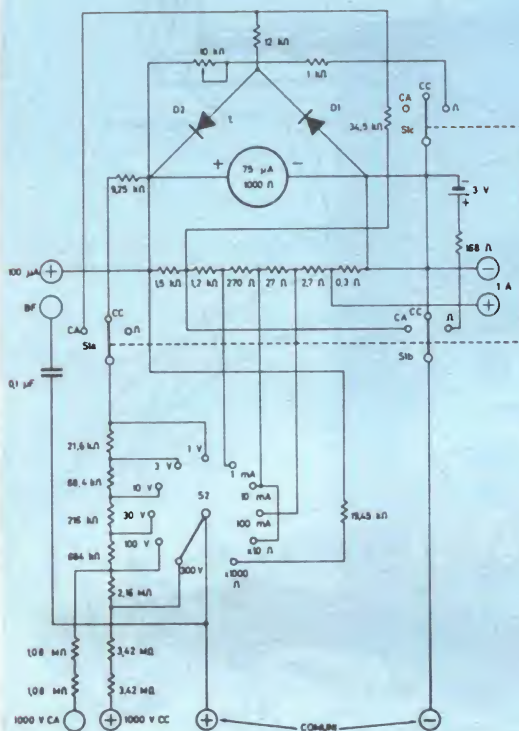 12 kΩ
10 kΩ
1 kΩ
CC
CA
Ω
S1c
D2
D1
34,5 kΩ
75 µA
1000 Ω
+
−
9,25 kΩ
−
3 V
+
168 Ω
100 µA
+
−
1,5 kΩ
1,2 kΩ
270 Ω
27 Ω
2,7 Ω
0,3 Ω
1 A
+
BF
CA
CC
Ω
S1a
CA
CC
Ω
S1b
0,1 µF
21,6 kΩ
1 V
3 V
1 mA
68,4 kΩ
10 V
10 mA
S2
30 V
100 mA
19,45 kΩ
216 kΩ
100 V
x10 Ω
684 kΩ
300 V
x1000
Ω
2,16 MΩ
1,08 MΩ
3,42 MΩ
1,08 MΩ
3,42 MΩ
1000 V CA
+
1000 V CC
+
COMUNI
−